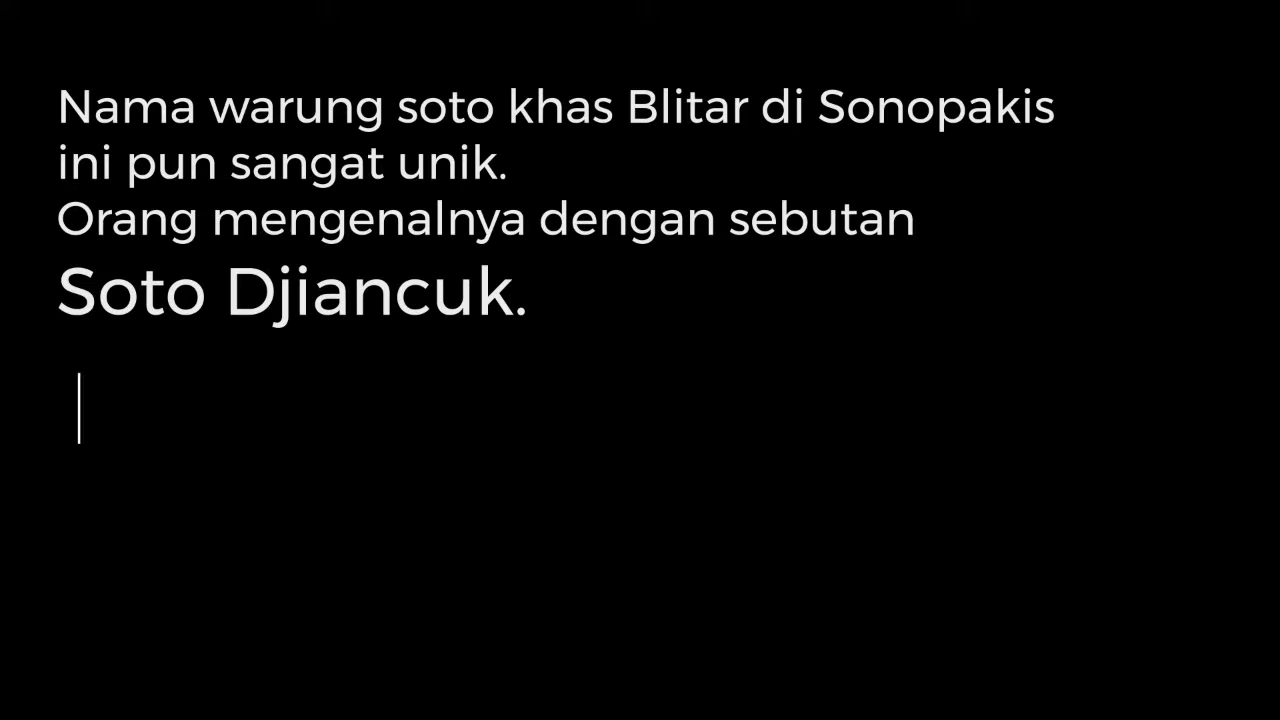 Nama warung soto khas Blitar di Sonopakis
ini pun sangat unik.
Orang mengenalnya dengan sebutan
Soto Djiancuk.